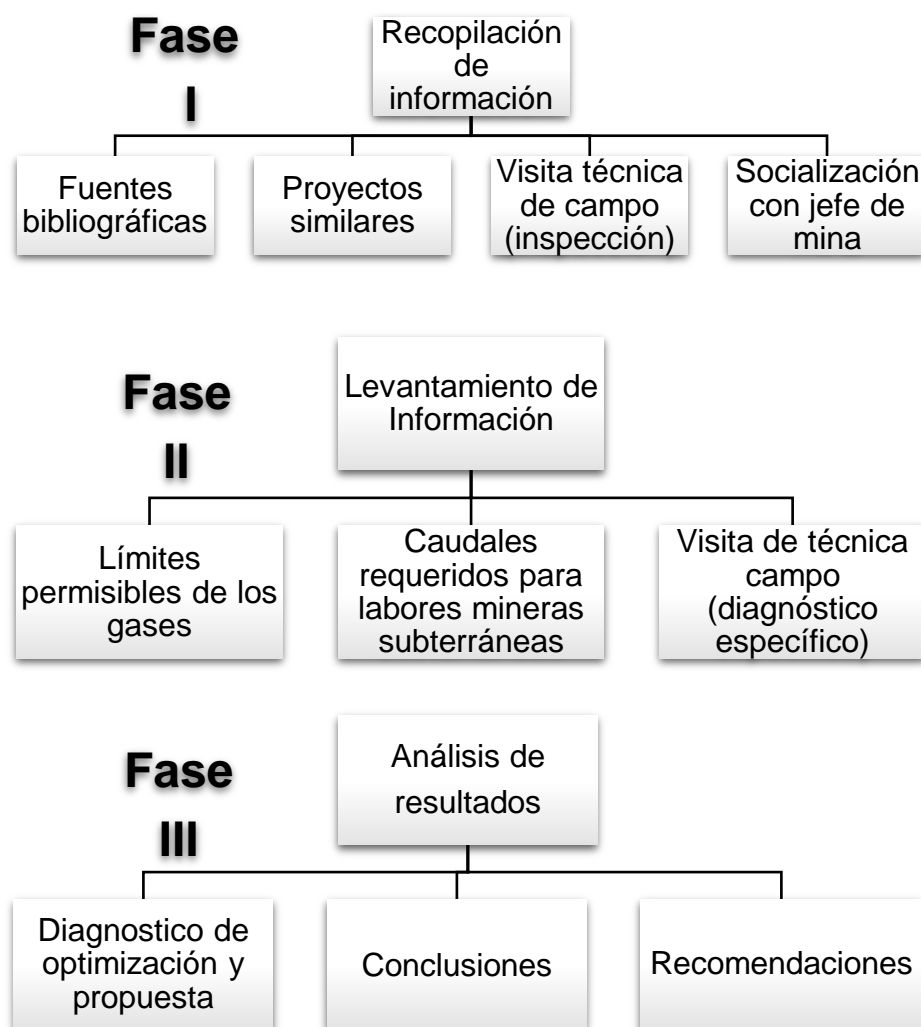 Fase
I
Recopilación
de
información
Fuentes
bibliográficas
Proyectos
similares
Visita técnica
de campo
(inspección)
Socialización
con jefe de
mina
Fase
II
Levantamiento de
Información
Límites
permisibles de los
gases
Caudales
requeridos para
labores mineras
subterráneas
Visita de técnica
campo
(diagnóstico
específico)
Fase
III
Análisis de
resultados
Diagnostico de
optimización y
propuesta
Conclusiones
Recomendaciones